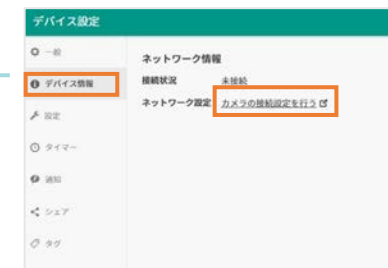 デバイス設定
一般
デバイス情報
設定
タイマー
通知
シェア
タグ
ネットワーク情報
接続状況 未接続
ネットワーク設定 カメラの接続設定を行う